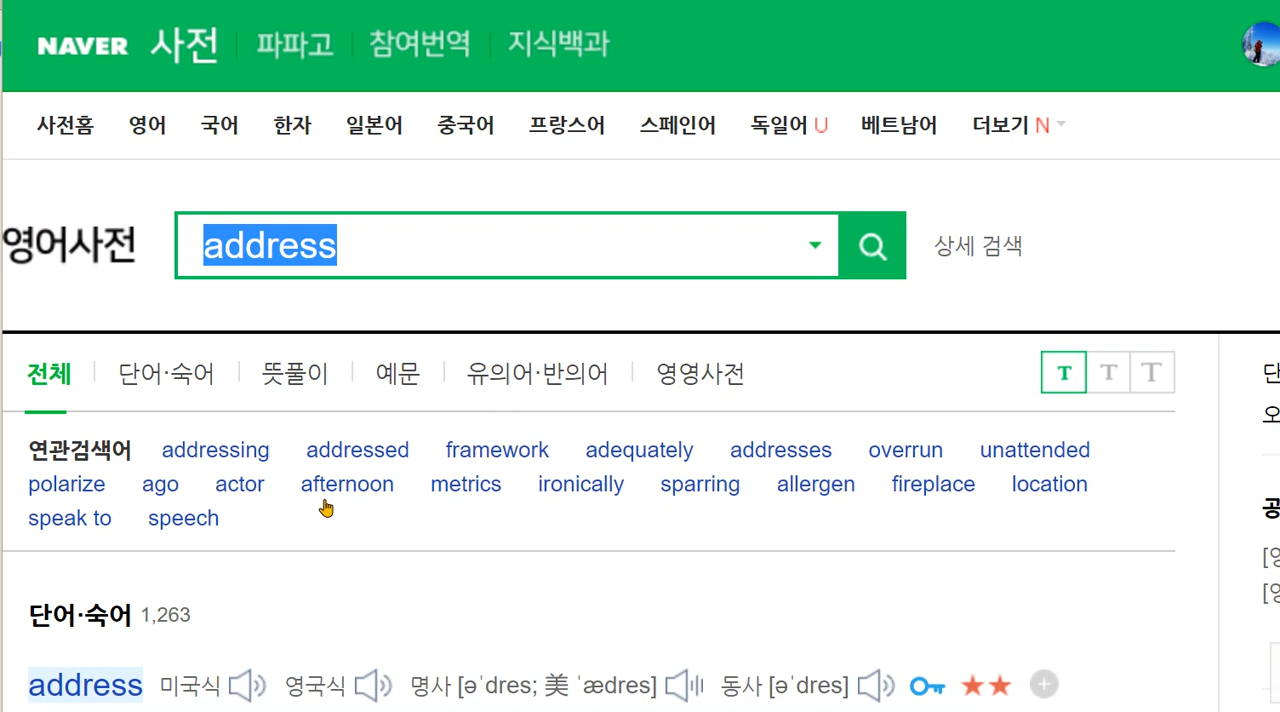 NAVER 사전 파파고 참여번역 지식백과
사전홈 영어 국어 한자 일본어 중국어 프랑스어 스페인어 독일어 U 베트남어 더보기 N
영어사전 address 상세 검색
전체 단어·숙어 뜻풀이 예문 유의어·반의어 영영사전 T T T
연관검색어 addressing addressed framework adequately addresses overrun unattended
polarize ago actor afternoon metrics ironically sparring allergen fireplace location
speak to speech
단어·숙어 1,263
address 미국식 영국식 명사 [əˈdres; 美 ˈædres] 동사 [əˈdres]